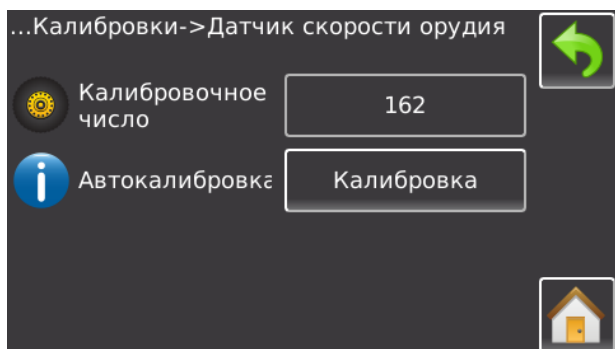 ...Калибровки->Датчик скорости орудия
Калибровочное
число
162
Автокалибровка
Калибровка